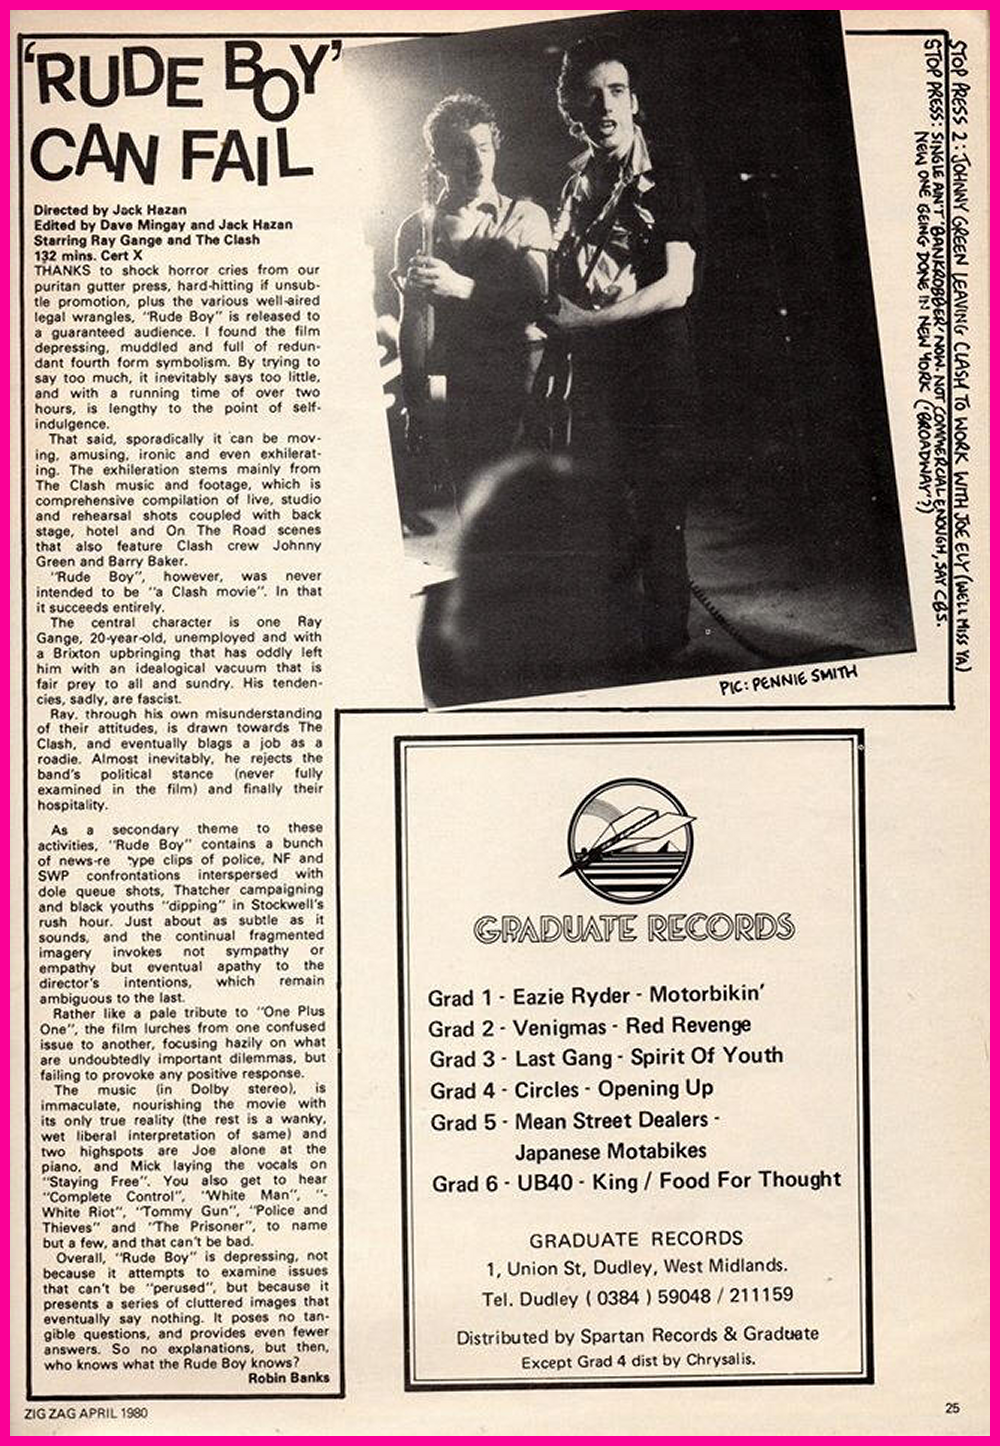 'RUDE BOY'
CAN FAIL
Directed by Jack Hazan
Edited by Dave Mingay and Jack Hazan
Starring Ray Gange and The Clash
132 mins. Cert X
THANKS to shock horror cries from our
puritan gutter press, hard-hitting if unsub-
tle promotion, plus the various well-aired
legal wrangles, "Rude Boy" is released to
a guaranteed audience. I found the film
depressing, muddled and full of redun-
dant fourth form symbolism. By trying to
say too much, it inevitably says too little,
and with a running time of over two
hours, is lengthy to the point of self-
indulgence.
That said, sporadically it can be mov-
ing, amusing, ironic and even exhilerat-
ing. The exhileration stems mainly from
The Clash music and footage, which is
comprehensive compilation of live, studio
and rehearsal shots coupled with back
stage, hotel and On The Road scenes
that also feature Clash crew Johnny
Green and Barry Baker.
"Rude Boy", however, was never
intended to be "a Clash movie". In that
it succeeds entirely.
The central character is one Ray
Gange, 20-year-old, unemployed and with
a Brixton upbringing that has oddly left
him with an idealogical vacuum that is
fair prey to all and sundry. His tenden-
cies, sadly, are fascist.
Ray, through his own misunderstanding
of their attitudes, is drawn towards The
Clash, and eventually blags a job as a
roadie. Almost inevitably, he rejects the
band's political stance (never fully
examined in the film) and finally their
hospitality.
As a secondary theme to these
activities, "Rude Boy" contains a bunch
of news-re ype clips of police, NF and
SWP confrontations interspersed with
dole queue shots, Thatcher campaigning
and black youths "dipping" in Stockwell's
rush hour. Just about as subtle as it
sounds, and the continual fragmented
imagery invokes not sympathy or
empathy but eventual apathy to the
director's intentions, which remain
ambiguous to the last.
Rather like a pale tribute to "One Plus
One", the film lurches from one confused
issue to another, focusing hazily on what
are undoubtedly important dilemmas, but
failing to provoke any positive response.
The music (in Dolby stereo), is
immaculate, nourishing the movie with
its only true reality (the rest is a wanky,
wet liberal interpretation of same) and
two highspots are Joe alone at the
piano, and Mick laying the vocals on
"Staying Free". You also get to hear
"Complete Control", "White Man", "-
White Riot", "Tommy Gun", "Police and
Thieves" and "The Prisoner", to name
but a few, and that can't be bad.
Overall, "Rude Boy" is depressing, not
because it attempts to examine issues
that can't be "perused", but because it
presents a series of cluttered images that
eventually say nothing. It poses no tan-
gible questions, and provides even fewer
answers. So no explanations, but then,
who knows what the Rude Boy knows?
Robin Banks
PIC: PENNIE SMITH
STOP PRESS 2: JOHNNY GREEN LEAVING CLASH TO WORK WITH JOE ELY (WE'LL MISS YA)
STOP PRESS: SINGLE AIN'T 'BANKROBBER' NOW. NOT COMMERCIAL ENOUGH, SAY CBS.
NEW ONE BEING DONE IN NEW YORK ('BROADWAY'?)
GRADUATE RECORDS
Grad 1 - Eazie Ryder - Motorbikin'
Grad 2 - Venigmas - Red Revenge
Grad 3 - Last Gang - Spirit Of Youth
Grad 4 - Circles - Opening Up
Grad 5 - Mean Street Dealers -
Japanese Motabikes
Grad 6 - UB40 - King / Food For Thought
GRADUATE RECORDS
1, Union St, Dudley, West Midlands.
Tel. Dudley ( 0384 ) 59048 / 211159
Distributed by Spartan Records & Graduate
Except Grad 4 dist by Chrysalis.
ZIG ZAG APRIL 1980
25